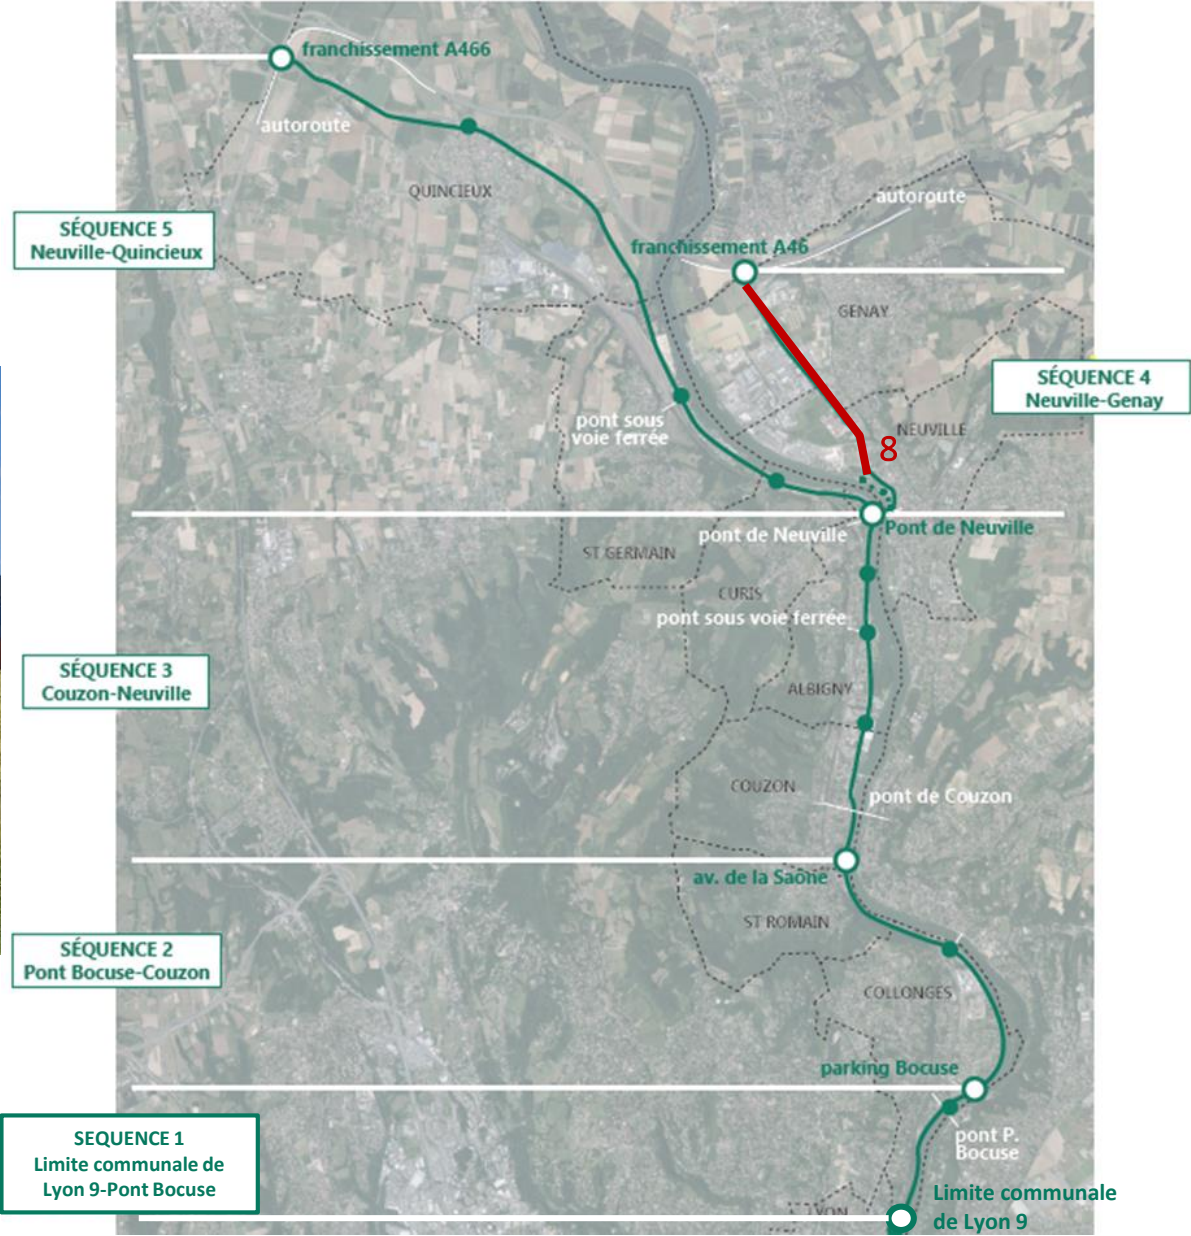 franchissement A466
autoroute
QUINCIEUX
autoroute
SÉQUENCE 5
Neuville-Quincieux
franchissement A46
GENAY
SÉQUENCE 4
Neuville-Genay
pont sous
voie ferrée
NEUVILLE
8
pont de Neuville
Pont de Neuville
ST GERMAIN
CURIS
pont sous voie ferrée
SÉQUENCE 3
Couzon-Neuville
ALBIGNY
COUZON
pont de Couzon
av. de la Saône
ST ROMAIN
SÉQUENCE 2
Pont Bocuse-Couzon
COLLONGES
parking Bocuse
SEQUENCE 1
Limite communale de
Lyon 9-Pont Bocuse
pont P.
Bocuse
LYON
Limite communale
de Lyon 9